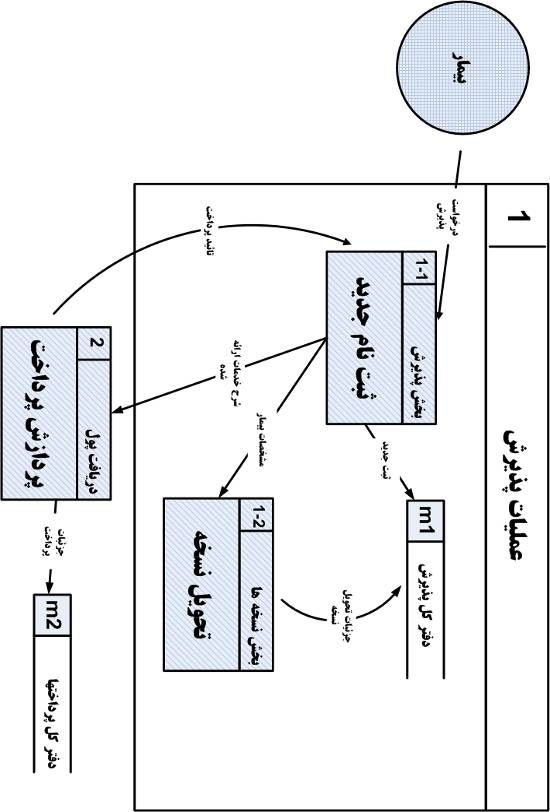 بیمار
1
عملیات پذیرش
درخواست
پذیرش
1-1
بخش پذیرش
ثبت نام جدید
تائید پرداخت
شرح خدمات ارائه
شده
مشخصات بیمار
ثبت جدید
m1
دفتر کل پذیرش
1-2
بخش نسخه ها
تحویل نسخه
جزئیات تحویل
نسخه
2
دریافت پول
پردازش پرداخت
جزئیات
پرداخت
m2
دفتر کل پرداختها